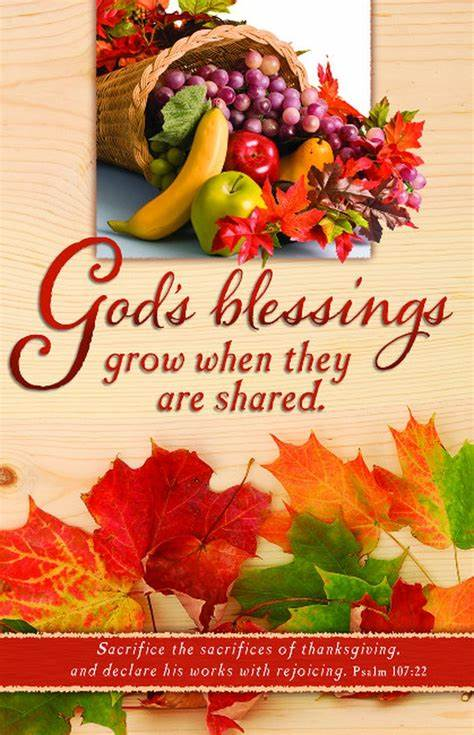 God's blessings
grow when they
are shared.
Sacrifice the sacrifices of thanksgiving,
and declare his works with rejoicing. Psalm 107:22